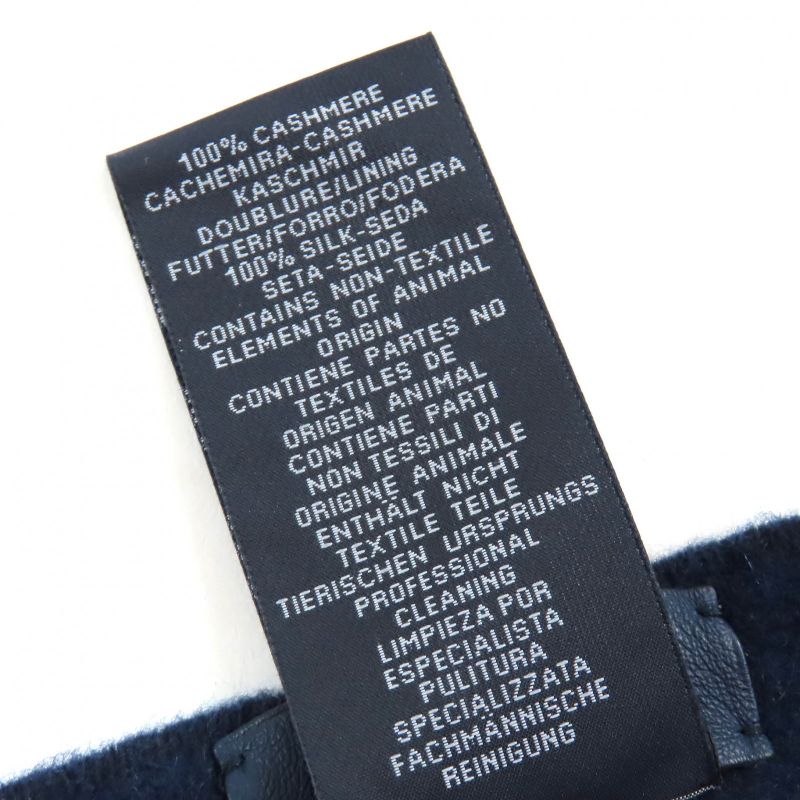 100% CASHMERE
CACHEMIRA-CASHMERE
KASCHMIR
DOUBLURE/LINING
FUTTER/FORRO/FODERA
100% SILK-SEDA
SETA-SEIDE
CONTAINS NON-TEXTILE
ELEMENTS OF ANIMAL
ORIGIN
CONTIENE PARTES NO
TEXTILES DE
ORIGEN ANIMAL
CONTIENE PARTI
NON TESSILI DI
ORIGINE ANIMALE
ENTHÄLT NICHT
TEXTILE TEILE
TIERISCHEN URSPRUNGS
PROFESSIONAL
CLEANING
LIMPIEZA POR
ESPECIALISTA
PULITURA
SPECIALIZZATA
FACHMÄNNISCHE
REINIGUNG